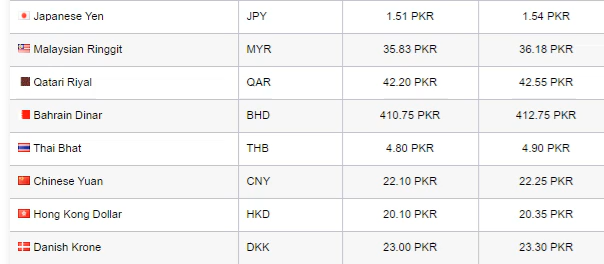 Japanese Yen JPY 1.51 PKR 1.54 PKR
Malaysian Ringgit MYR 35.83 PKR 36.18 PKR
Qatari Riyal QAR 42.20 PKR 42.55 PKR
Bahrain Dinar BHD 410.75 PKR 412.75 PKR
Thai Bhat THB 4.80 PKR 4.90 PKR
Chinese Yuan CNY 22.10 PKR 22.25 PKR
Hong Kong Dollar HKD 20.10 PKR 20.35 PKR
Danish Krone DKK 23.00 PKR 23.30 PKR